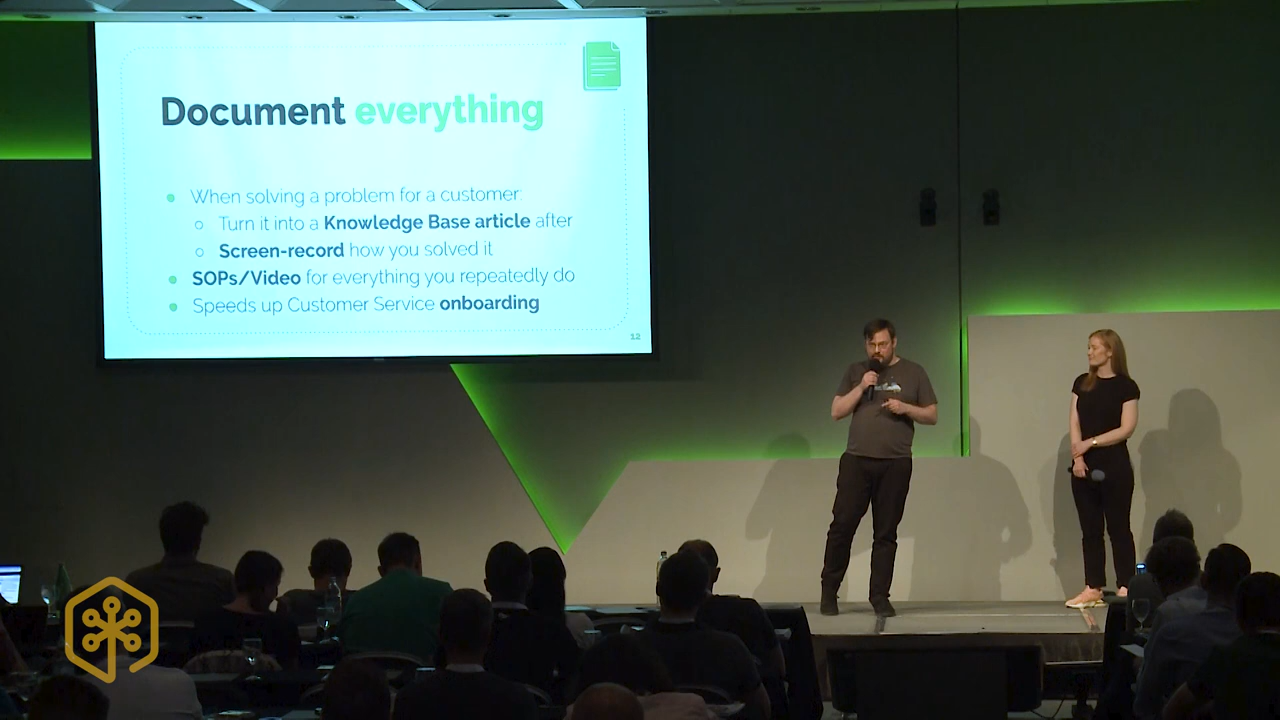 Document everything
When solving a problem for a customer:
Turn it into a Knowledge Base article after
Screen-record how you solved it
SOPs/Video for everything you repeatedly do
Speeds up Customer Service onboarding
12